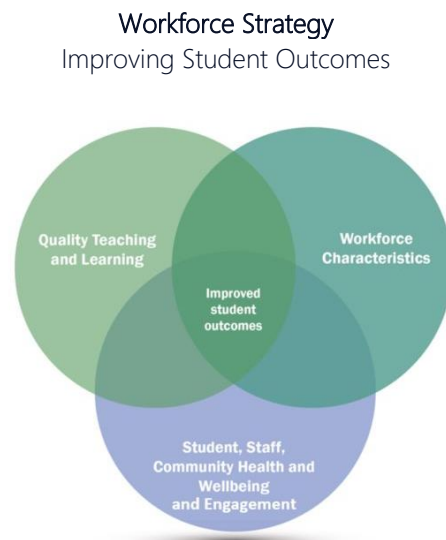 Workforce Strategy
Improving Student Outcomes
Quality Teaching
and Learning
Workforce
Characteristics
Improved
student
outcomes
Student, Staff,
Community Health and
Wellbeing
and Engagement